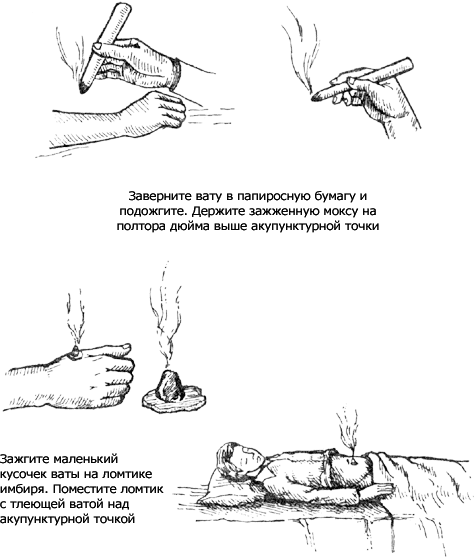 Заверните вату в папиросную бумагу и
подожгите. Держите зажженную моксу на
полтора дюйма выше акупунктурной точки
Зажгите маленький
кусочек ваты на ломтике
имбиря. Поместите ломтик
с тлеющей ватой над
акупунктурной точкой